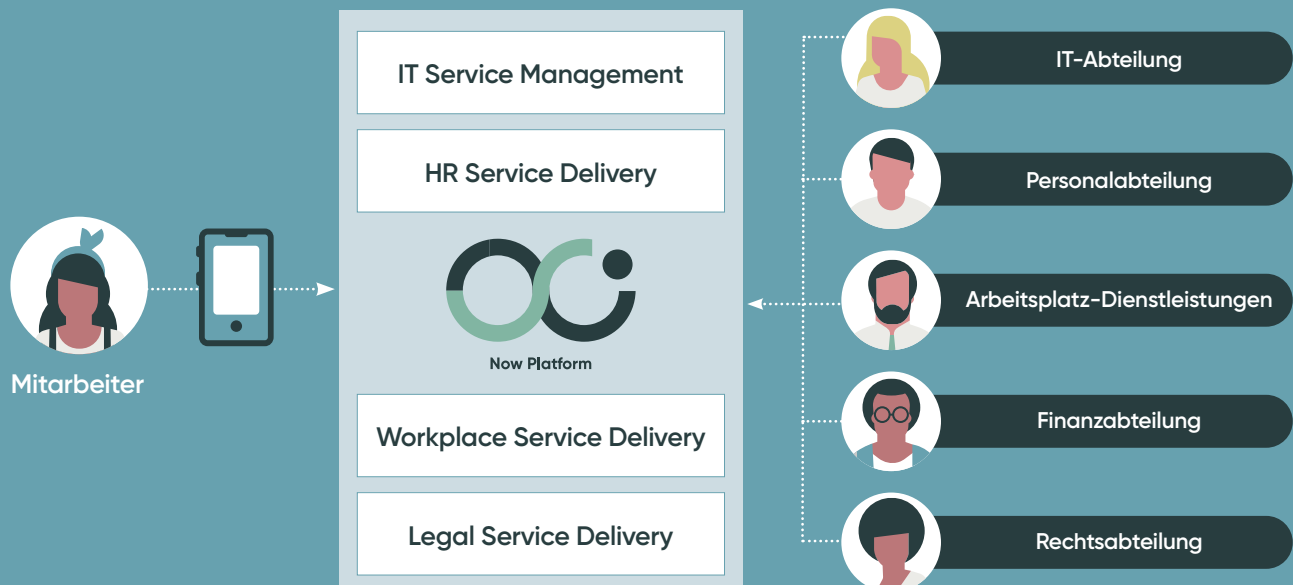 Mitarbeiter
IT Service Management
HR Service Delivery
Now Platform
Workplace Service Delivery
Legal Service Delivery
IT-Abteilung
Personalabteilung
Arbeitsplatz-Dienstleistungen
Finanzabteilung
Rechtsabteilung